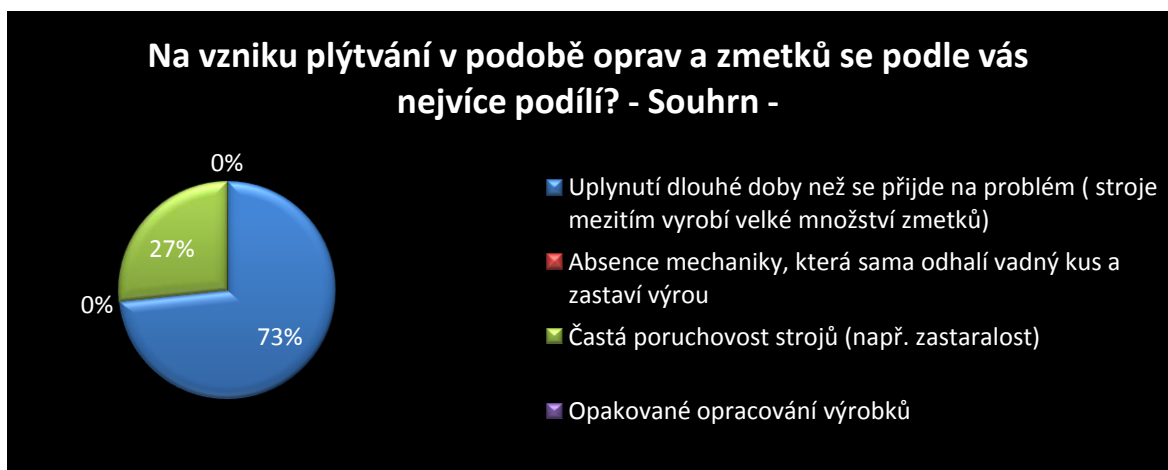 Na vzniku plýtvání v podobě oprav a zmetků se podle vás
nejvíce podílí? - Souhrn -
0%
27%
0%
73%
Uplynutí dlouhé doby než se přijde na problém ( stroje
mezitím vyrobí velké množství zmetků)
Absence mechaniky, která sama odhalí vadný kus a
zastaví výrou
Častá poruchovost strojů (např. zastaralost)
Opakované opracování výrobků